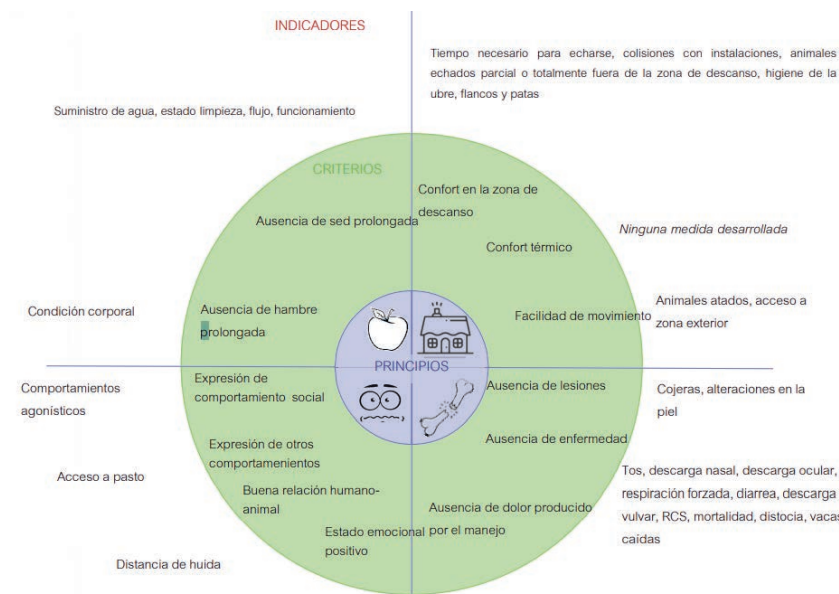 INDICADORES
Tiempo necesario para echarse, colisiones con instalaciones, animales
echados parcial o totalmente fuera de la zona de descanso, higiene de la
ubre, flancos y patas
Suministro de agua, estado limpieza, flujo, funcionamiento
CRITERIOS
Confort en la zona de
descanso
Ausencia de sed prolongada
Ninguna medida desarrollada
Confort térmico
Condición corporal
Ausencia de hambre
prolongada
Facilidad de movimiento
Animales atados, acceso a
zona exterior
PRINCIPIOS
Comportamientos
agonísticos
Expresión de
comportamiento social
Ausencia de lesiones
Cojeras, alteraciones en la
piel
Expresión de otros
comportamenientos
Ausencia de enfermedad
Acceso a pasto
Buena relación humano-
animal
Tos, descarga nasal, descarga ocular,
respiración forzada, diarrea, descarga
vulvar, RCS, mortalidad, distocia, vacas
caídas
Ausencia de dolor producido
por el manejo
Estado emocional
positivo
Distancia de huida